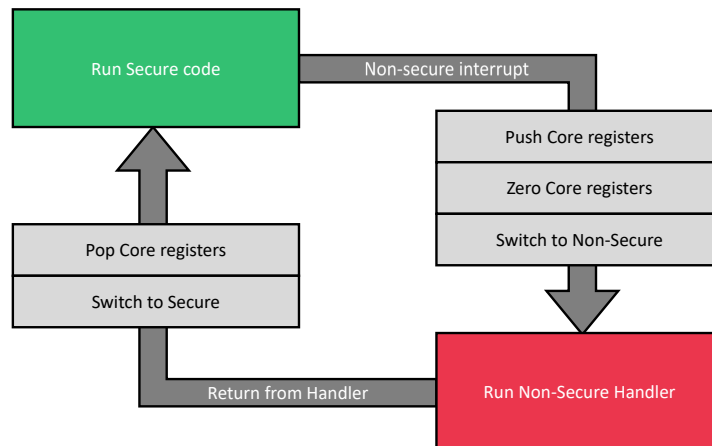 Run Secure code
Non-secure interrupt
Push Core registers
Zero Core registers
Switch to Non-Secure
Run Non-Secure Handler
Return from Handler
Switch to Secure
Pop Core registers